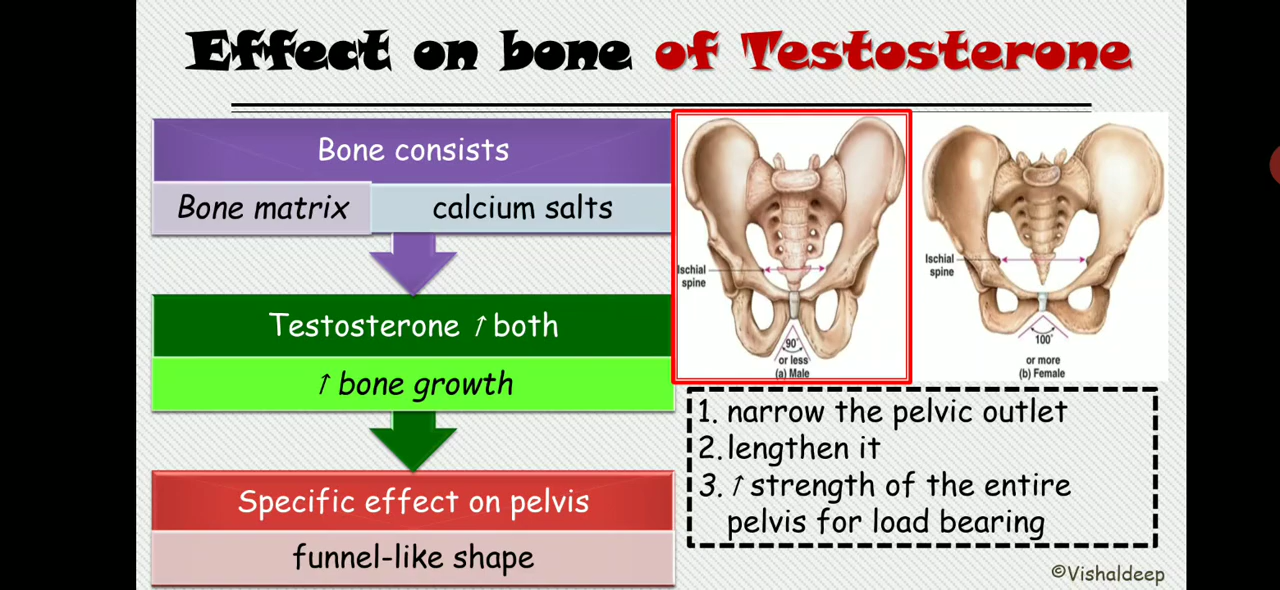 Effect on bone of Testosterone
Bone consists
Bone matrix
calcium salts
Testosterone ↑ both
↑ bone growth
Specific effect on pelvis
funnel-like shape
Ischial
spine
90°
or less
(a) Male
Ischial
spine
100°
or more
(b) Female
1. narrow the pelvic outlet
2. lengthen it
3. ↑ strength of the entire
pelvis for load bearing
©Vishaldeep